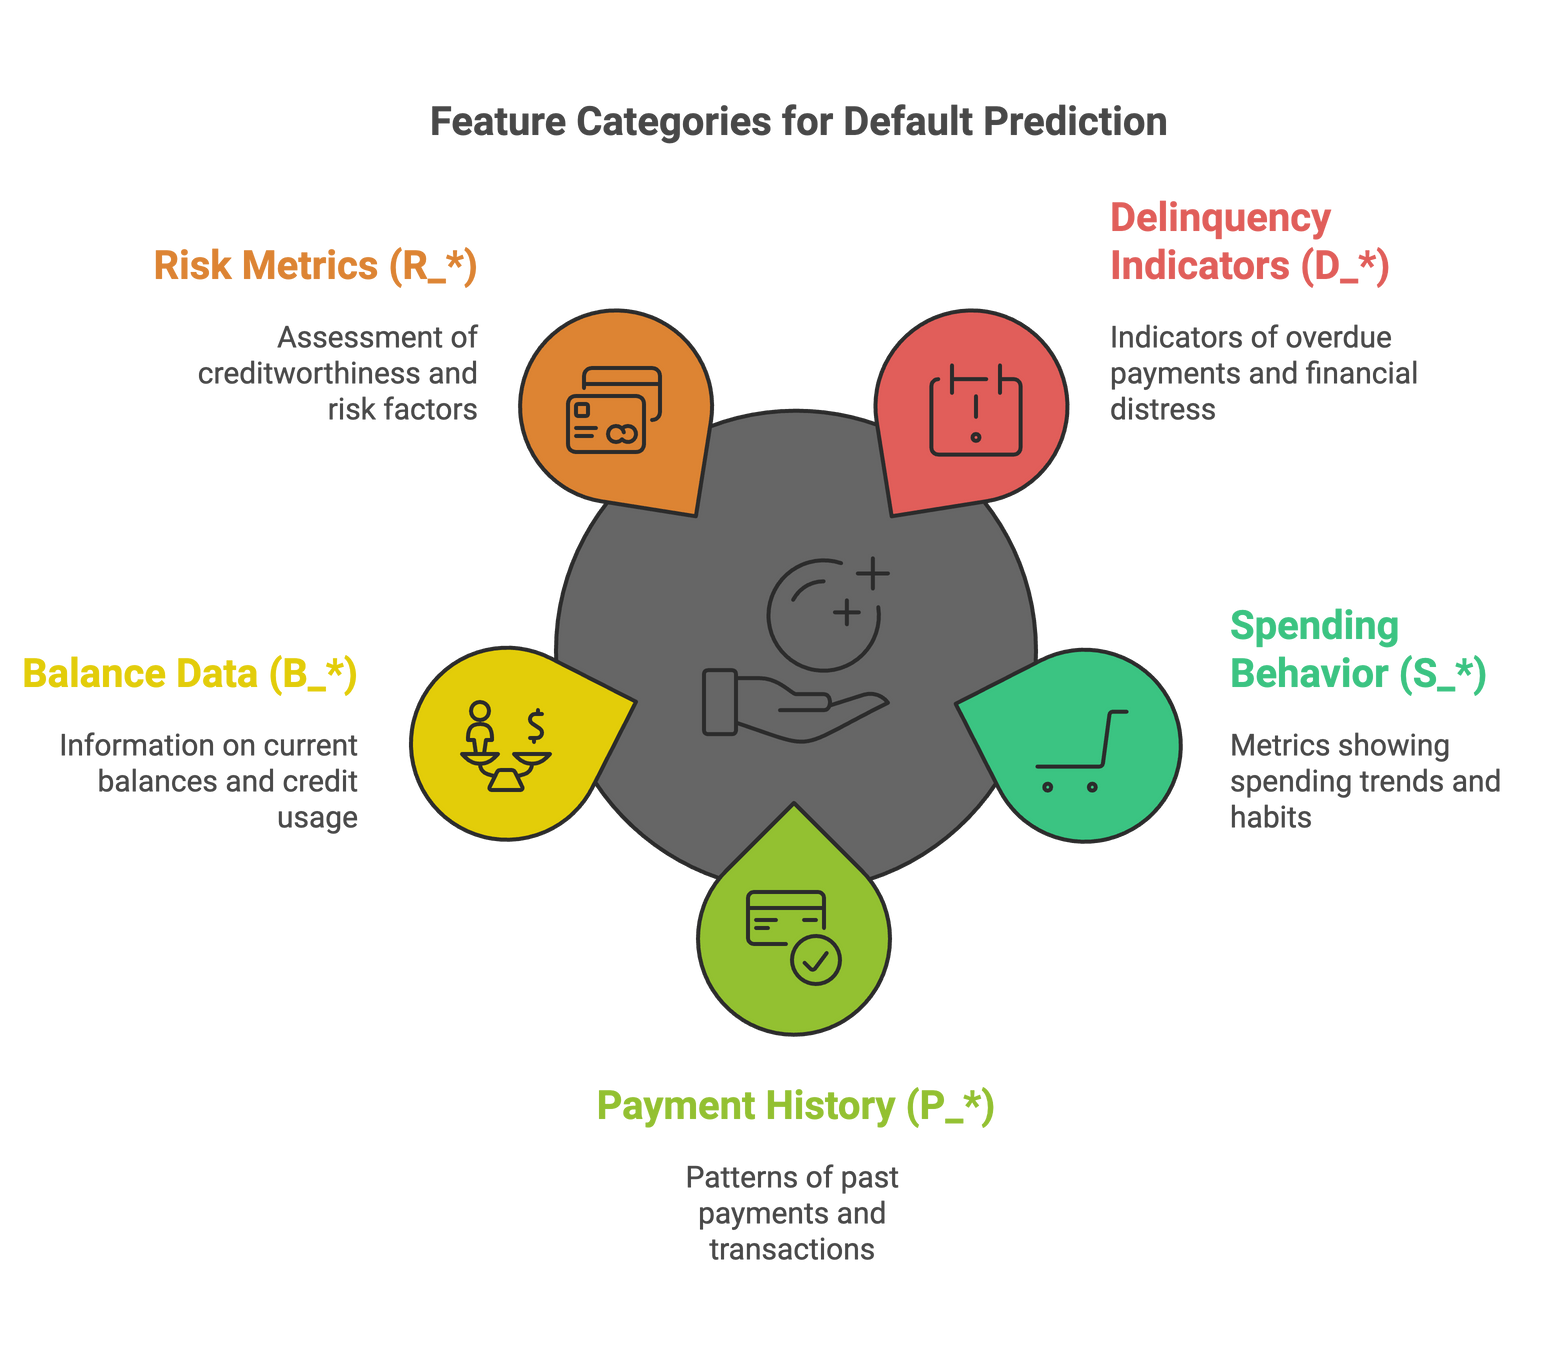 Feature Categories for Default Prediction
Risk Metrics (R_*)
Assessment of
creditworthiness and
risk factors
Delinquency
Indicators (D_*)
Indicators of overdue
payments and financial
distress
Balance Data (B_*)
Information on current
balances and credit
usage
$
Spending
Behavior (S_*)
Metrics showing
spending trends and
habits
Payment History (P_*)
Patterns of past
payments and
transactions